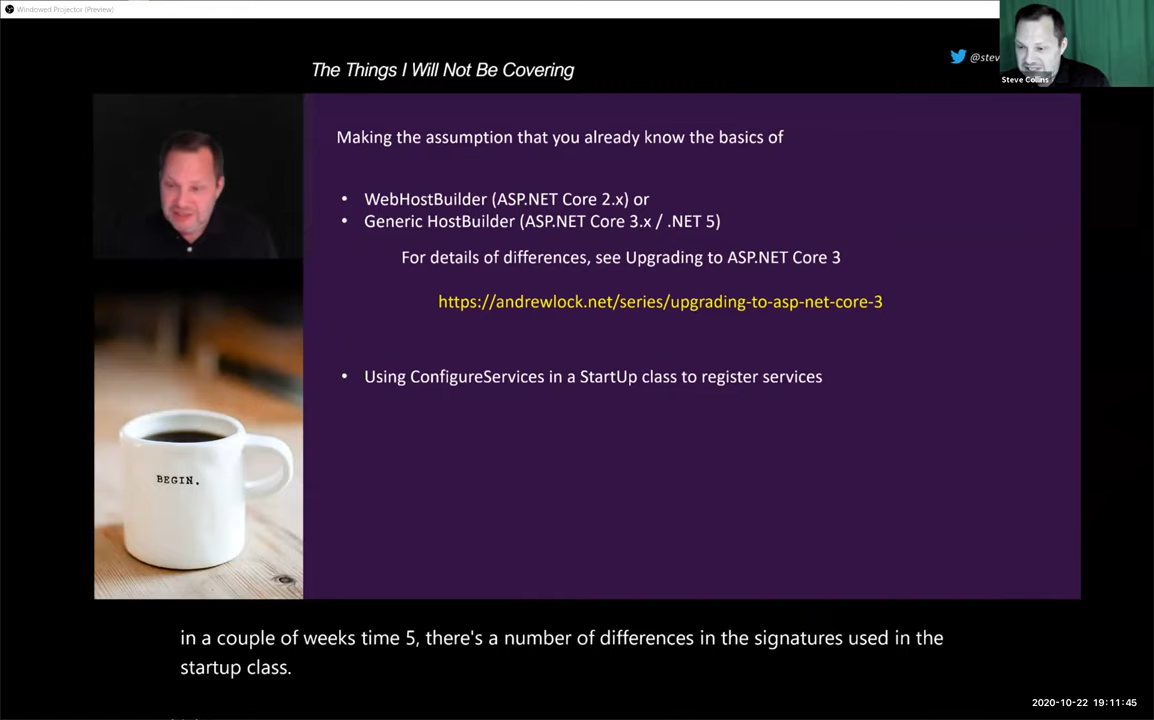 Windowed Projector (Preview)
The Things I Will Not Be Covering
@stev
Steve Collins
Making the assumption that you already know the basics of
• WebHostBuilder (ASP.NET Core 2.x) or
• Generic HostBuilder (ASP.NET Core 3.x / .NET 5)
For details of differences, see Upgrading to ASP.NET Core 3
https://andrewlock.net/series/upgrading-to-asp-net-core-3
• Using ConfigureServices in a StartUp class to register services
BEGIN.
in a couple of weeks time 5, there's a number of differences in the signatures used in the
startup class.
2020-10-22 19:11:45